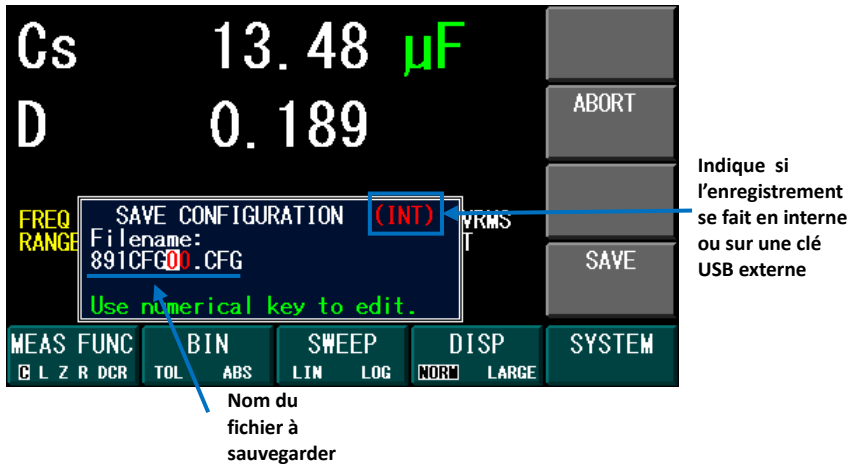 Cs 13.48 µF
D 0.189
ABORT
FREQ
RANGE
VRMS
SAVE CONFIGURATION (INT)
Filename:
891CFG00.CFG
Use numerical key to edit.
SAVE
MEAS FUNC
C L Z R DCR
BIN
TOL ABS
SWEEP
LIN LOG
DISP
NORM LARGE
SYSTEM
Indique si
l’enregistrement
se fait en interne
ou sur une clé
USB externe
Nom du
fichier à
sauvegarder